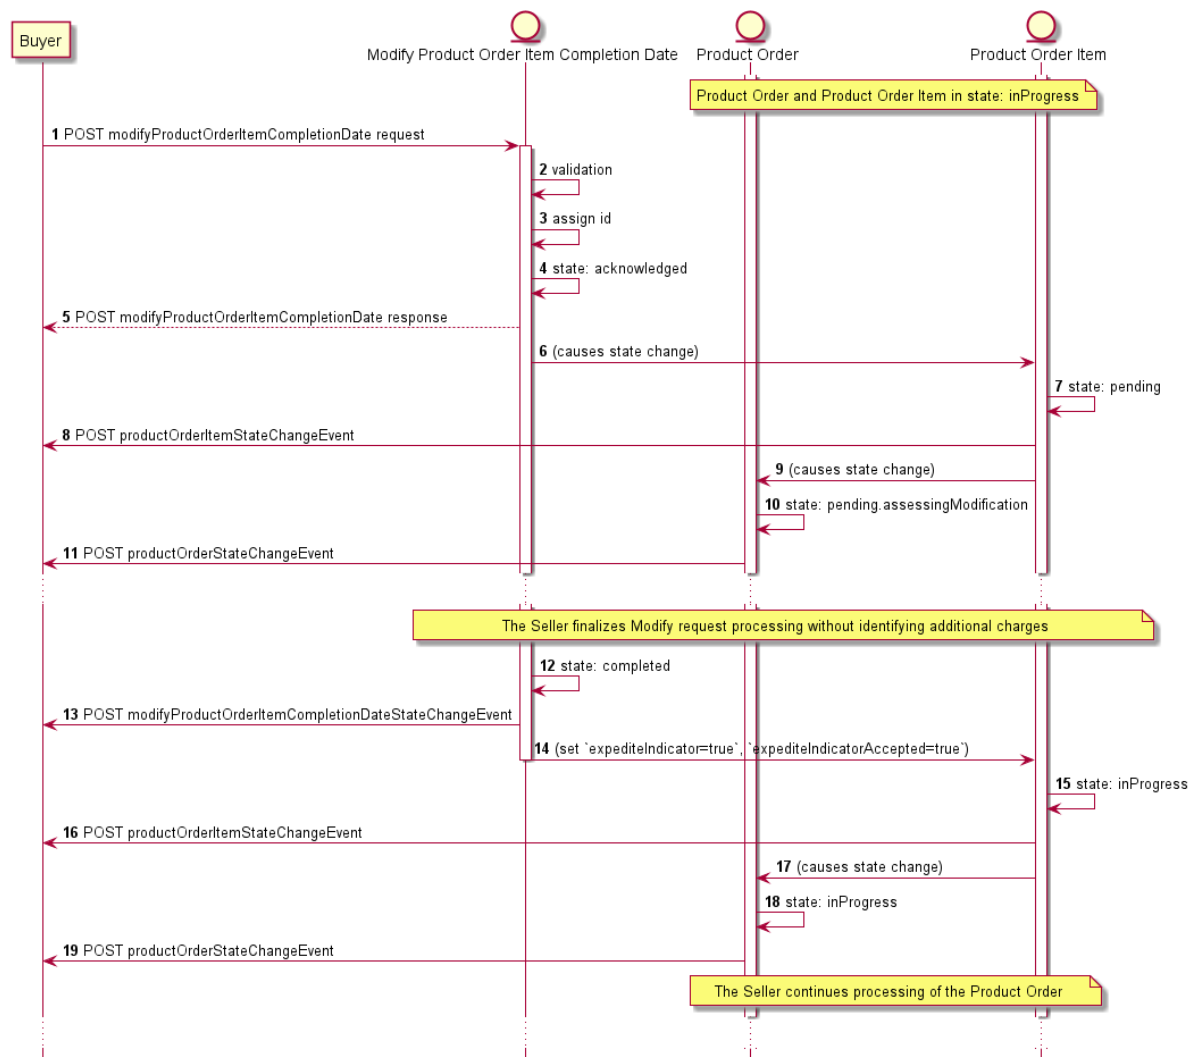 Buyer
Modify Product Order Item Completion Date
Product Order
Product Order Item
Product Order and Product Order Item in state: inProgress
1 POST modifyProductOrderItemCompletionDate request
2 validation
3 assign id
4 state: acknowledged
5 POST modifyProductOrderItemCompletionDate response
6 (causes state change)
7 state: pending
8 POST productOrderItemStateChangeEvent
9 (causes state change)
10 state: pending.assessingModification
11 POST productOrderStateChangeEvent
The Seller finalizes Modify request processing without identifying additional charges
12 state: completed
13 POST modifyProductOrderItemCompletionDateStateChangeEvent
14 (set `expediteIndicator=true`, `expediteIndicatorAccepted=true`)
15 state: inProgress
16 POST productOrderItemStateChangeEvent
17 (causes state change)
18 state: inProgress
19 POST productOrderStateChangeEvent
The Seller continues processing of the Product Order